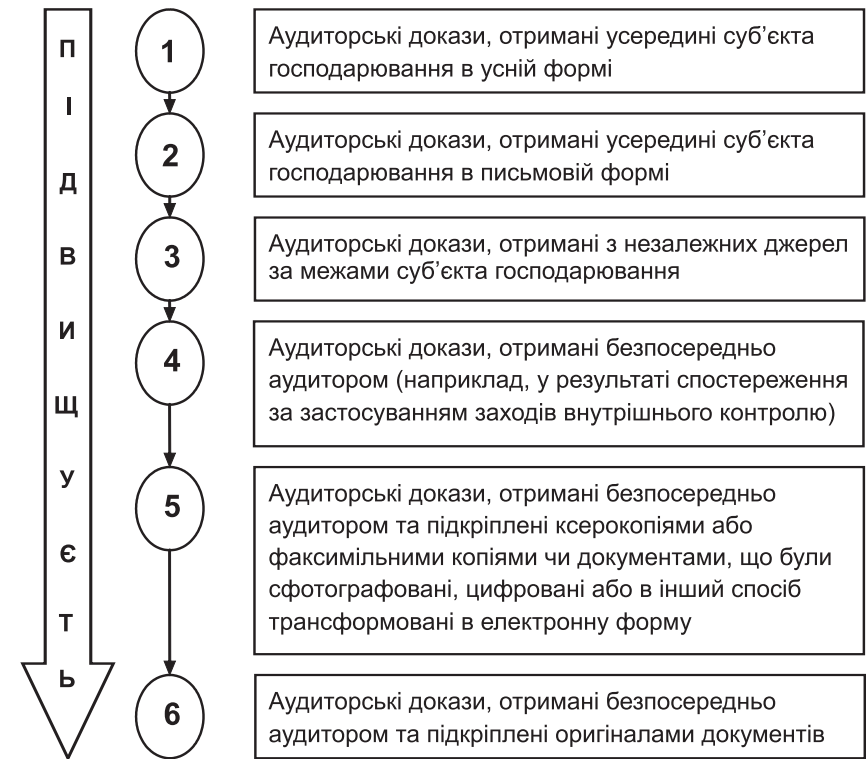 ПІДВИЩУЄТЬ
1
Аудиторські докази, отримані усередині суб’єкта
господарювання в усній формі
2
Аудиторські докази, отримані усередині суб’єкта
господарювання в письмовій формі
3
Аудиторські докази, отримані з незалежних джерел
за межами суб’єкта господарювання
4
Аудиторські докази, отримані безпосередньо
аудитором (наприклад, у результаті спостереження
за застосуванням заходів внутрішнього контролю)
5
Аудиторські докази, отримані безпосередньо
аудитором та підкріплені ксерокопіями або
факсимільними копіями чи документами, що були
сфотографовані, цифровані або в інший спосіб
трансформовані в електронну форму
6
Аудиторські докази, отримані безпосередньо
аудитором та підкріплені оригіналами документів